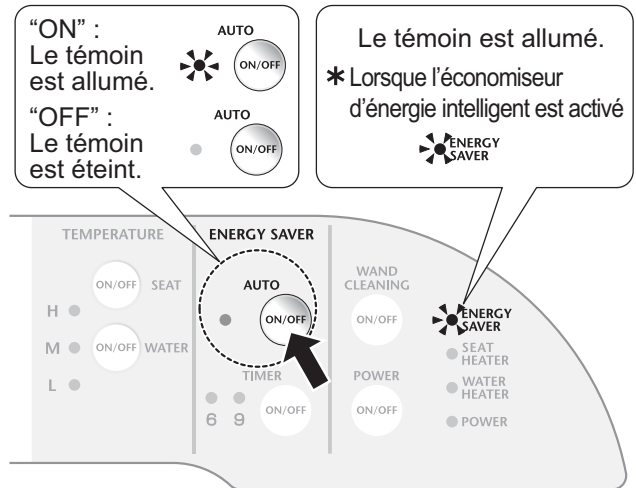 “ON” :
Le témoin
est allumé.
AUTO
ON/OFF
“OFF” :
Le témoin
est éteint.
AUTO
ON/OFF
Le témoin est allumé.
* Lorsque l’économiseur
d’énergie intelligent est activé
ENERGY
SAVER
TEMPERATURE
ON/OFF SEAT
H
M ON/OFF WATER
L
ENERGY SAVER
AUTO
ON/OFF
TIMER
6 9 ON/OFF
WAND
CLEANING
ON/OFF
POWER
ON/OFF
ENERGY
SAVER
SEAT
HEATER
WATER
HEATER
POWER